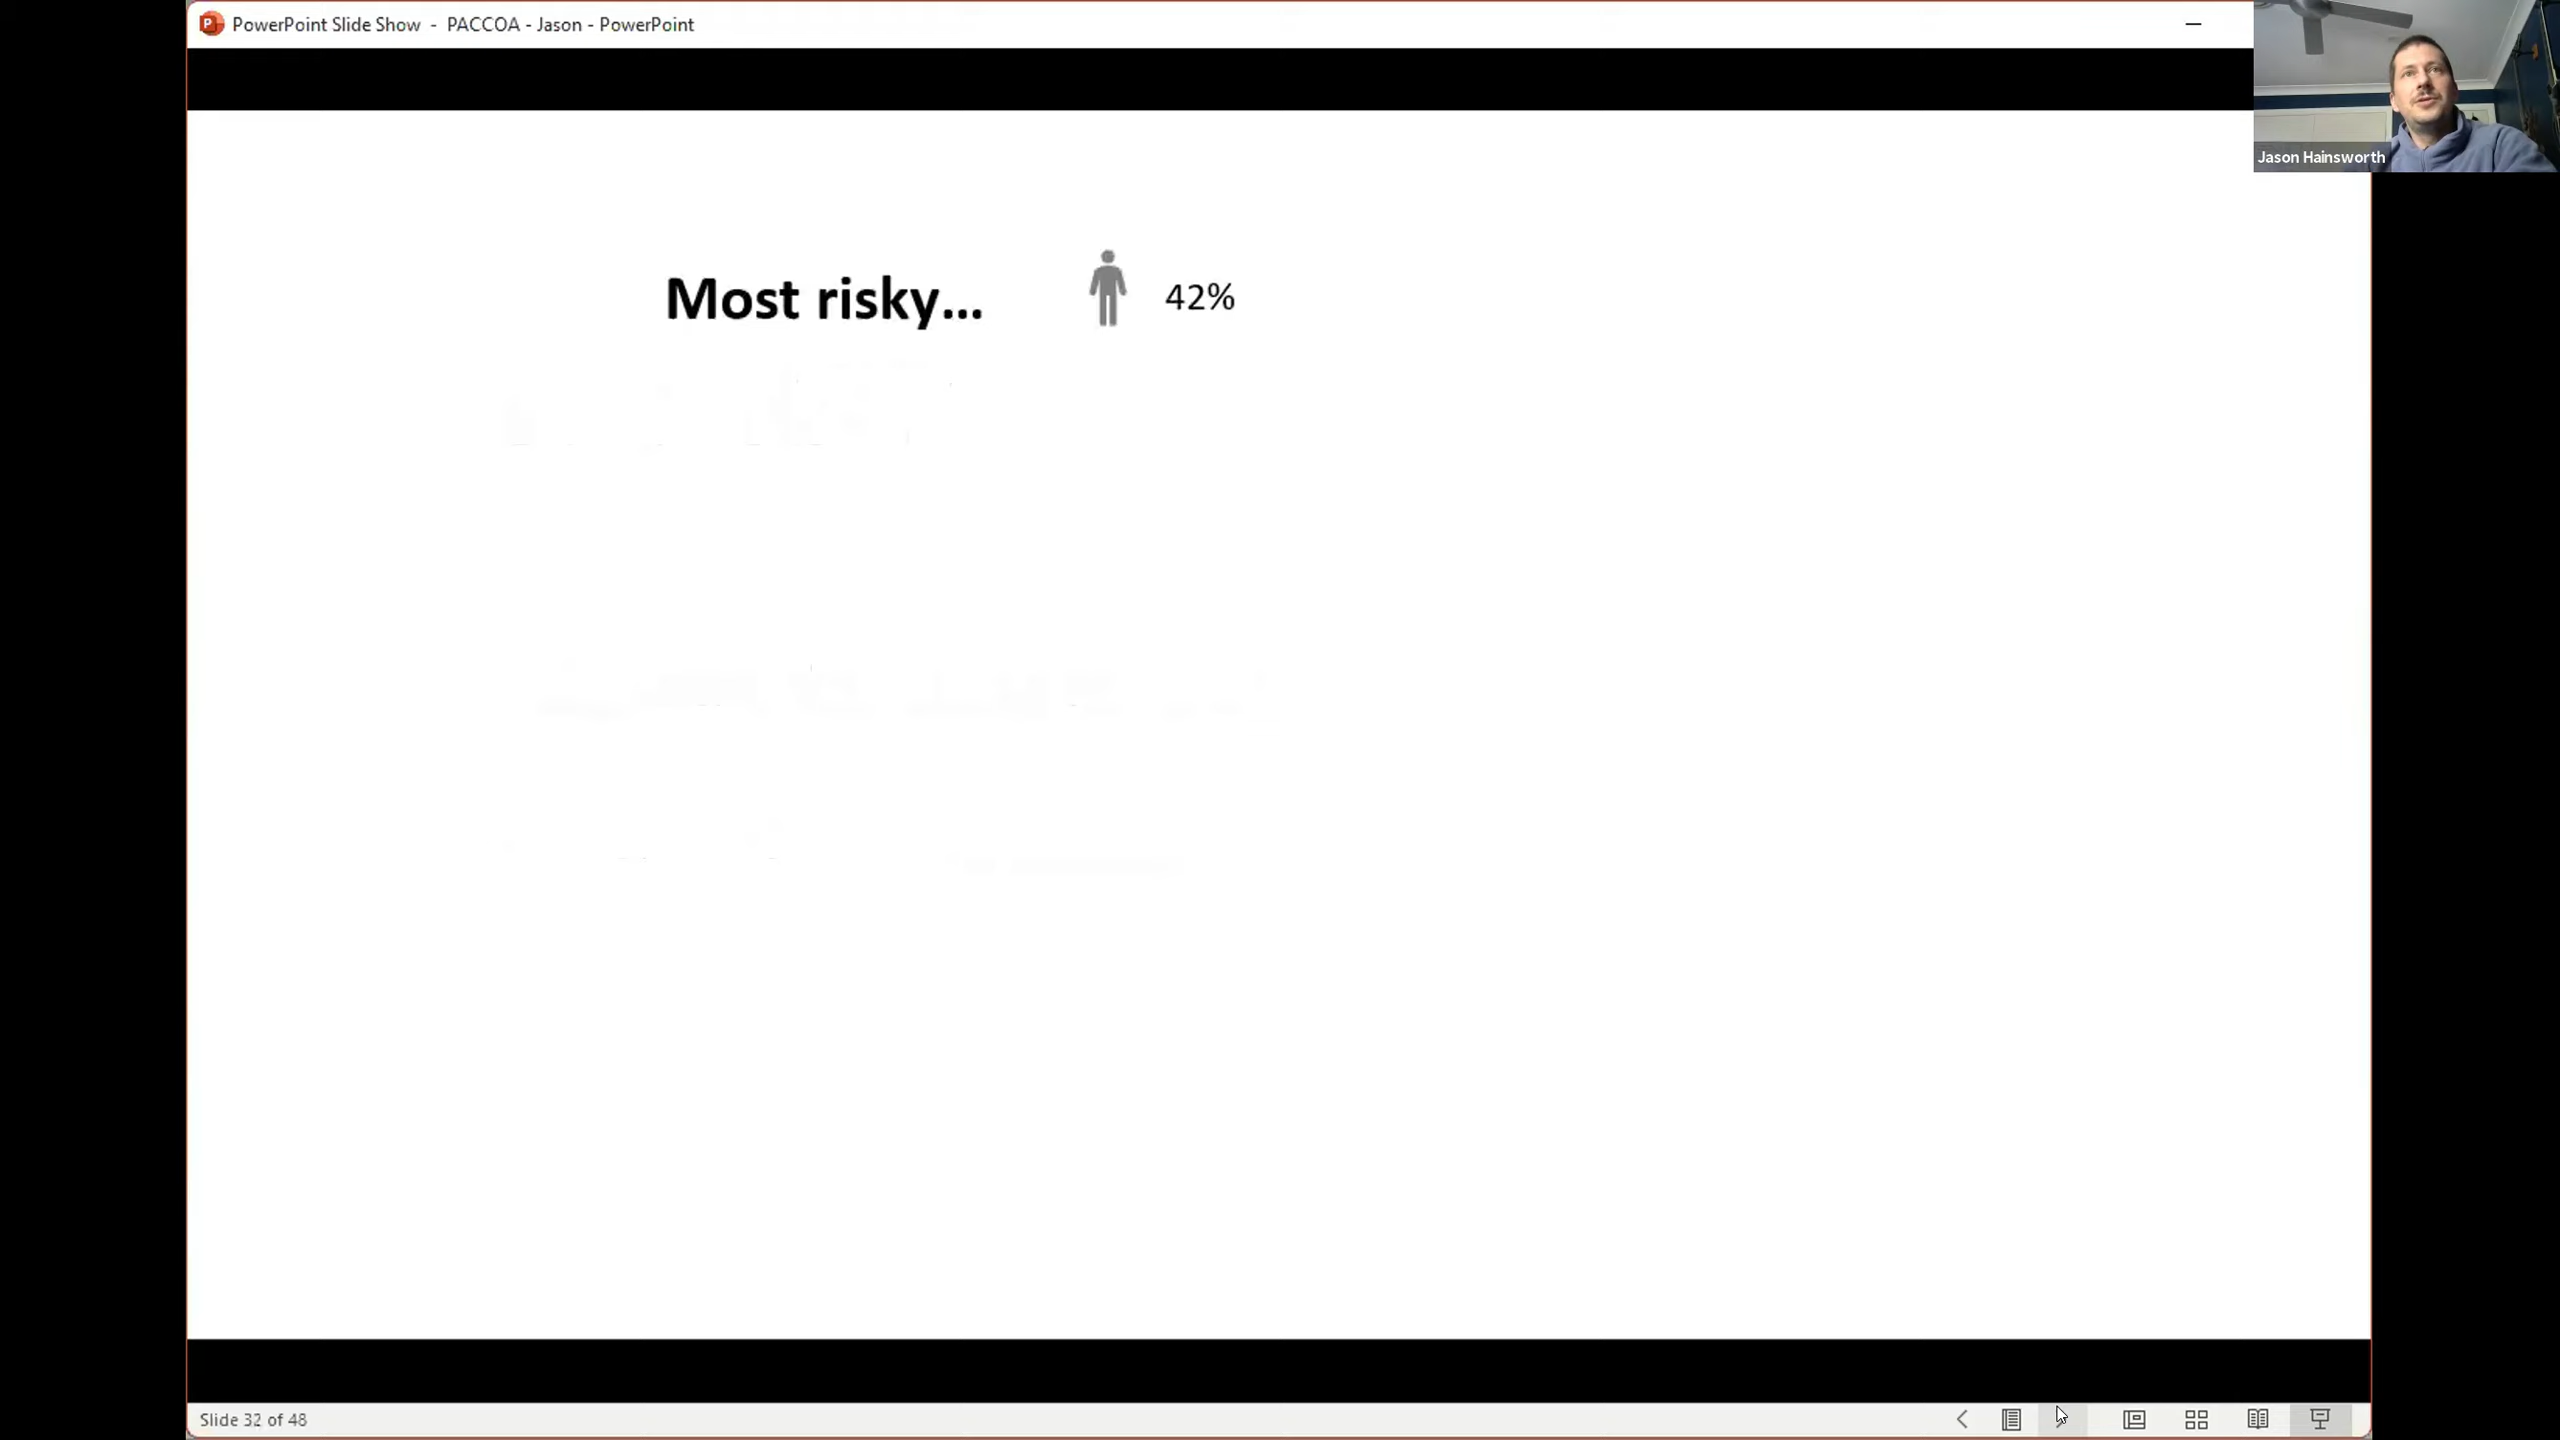 PowerPoint Slide Show - PACCOA - Jason - PowerPoint
Jason Hainsworth
Most risky...
42%
Slide 32 of 48